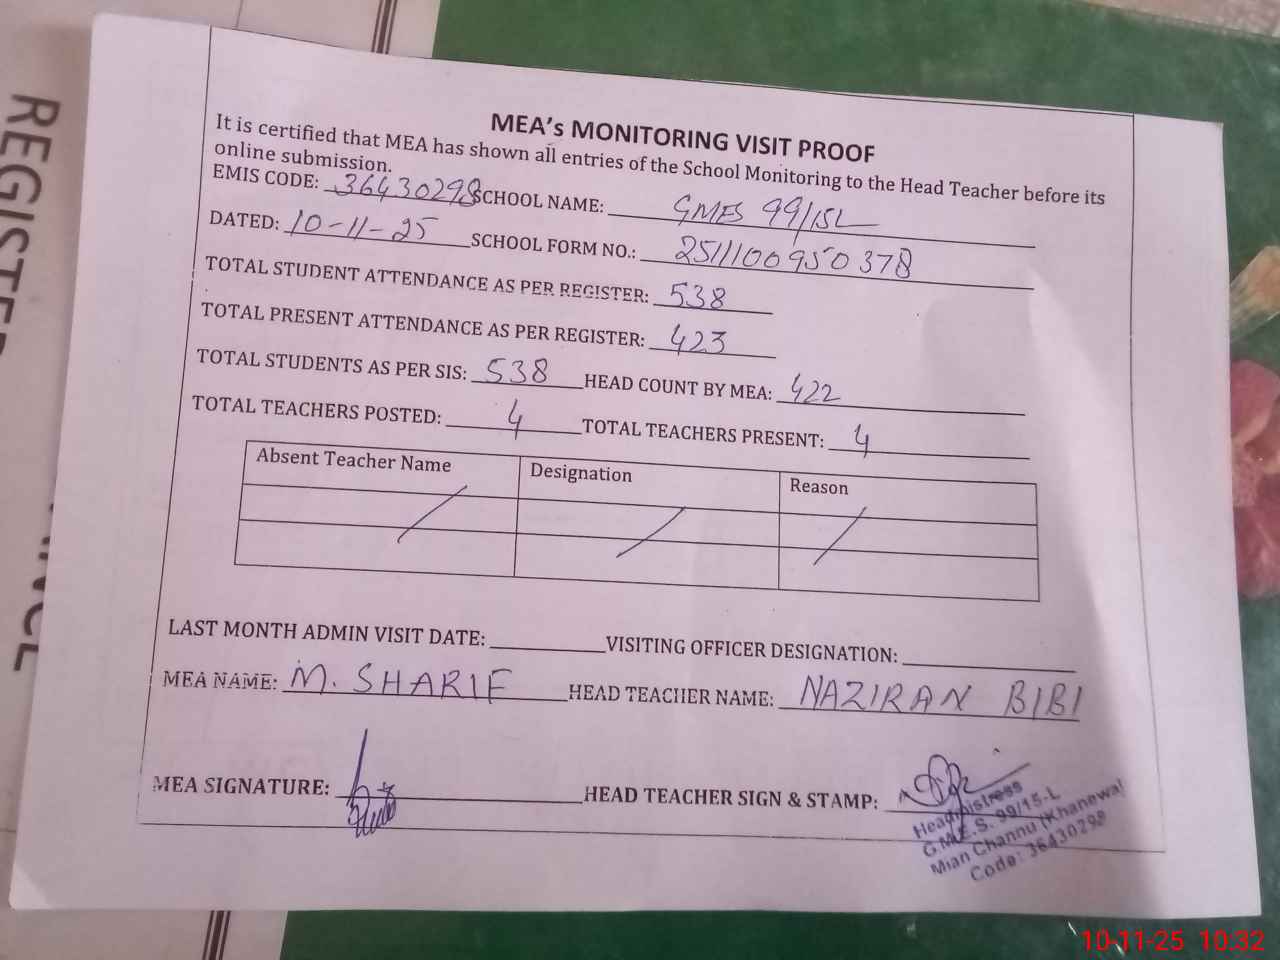 MEA's MONITORING VISIT PROOF
It is certified that MEA has shown all entries of the School Monitoring to the Head Teacher before its
online submission.
EMIS CODE: 36430298 SCHOOL NAME: GMES 99/15L
DATED: 10-11-25 SCHOOL FORM NO.: 2511100950378
TOTAL STUDENT ATTENDANCE AS PER REGISTER: 538
TOTAL PRESENT ATTENDANCE AS PER REGISTER: 423
TOTAL STUDENTS AS PER SIS: 538 HEAD COUNT BY MEA: 422
TOTAL TEACHERS POSTED: 4 TOTAL TEACHERS PRESENT: 4
Absent Teacher Name Designation Reason
LAST MONTH ADMIN VISIT DATE: VISITING OFFICER DESIGNATION:
MEA NAME: M. SHARIF HEAD TEACHER NAME: NAZIRAN BIBI
MEA SIGNATURE: HEAD TEACHER SIGN & STAMP:
Headmistress
G.M.E.S. 99/15-L
Mian Channu (Khanewal
Code: 36430298
REGISTER
10-11-25 10:32